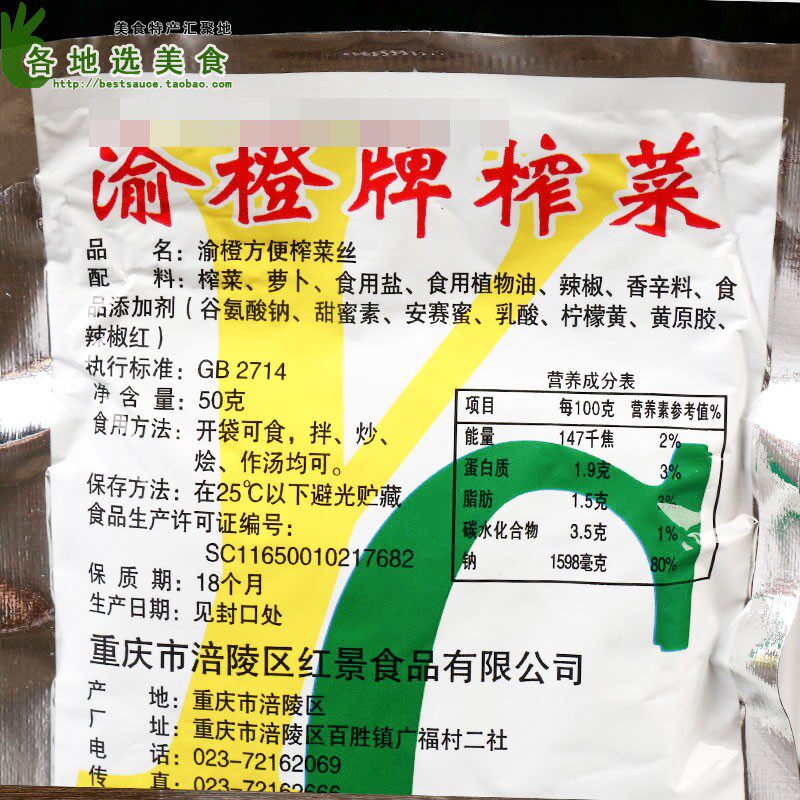 美食特产汇聚地
各地选美食
http://bestsauce.taobao.com
渝橙牌榨菜
品 名：渝橙方便榨菜丝
配 料：榨菜、萝卜、食用盐、食用植物油、辣椒、香辛料、食
品添加剂（谷氨酸钠、甜蜜素、安赛蜜、乳酸、柠檬黄、黄原胶、
辣椒红）
执行标准：GB 2714
净 含 量：50克
食用方法：开袋可食，拌、炒、
烩、作汤均可。
保存方法：在25℃以下避光贮藏
食品生产许可证编号：
SC11650010217682
保 质 期：18个月
生产日期：见封口处
营养成分表
项目 每100克 营养素参考值%
能量 147千焦 2%
蛋白质 1.9克 3%
脂肪 1.5克 3%
碳水化合物 3.5克 1%
钠 1598毫克 80%
重庆市涪陵区红景食品有限公司
产 地：重庆市涪陵区
厂 址：重庆市涪陵区百胜镇广福村二社
电 话：023-72162069
传 真：023-72162666